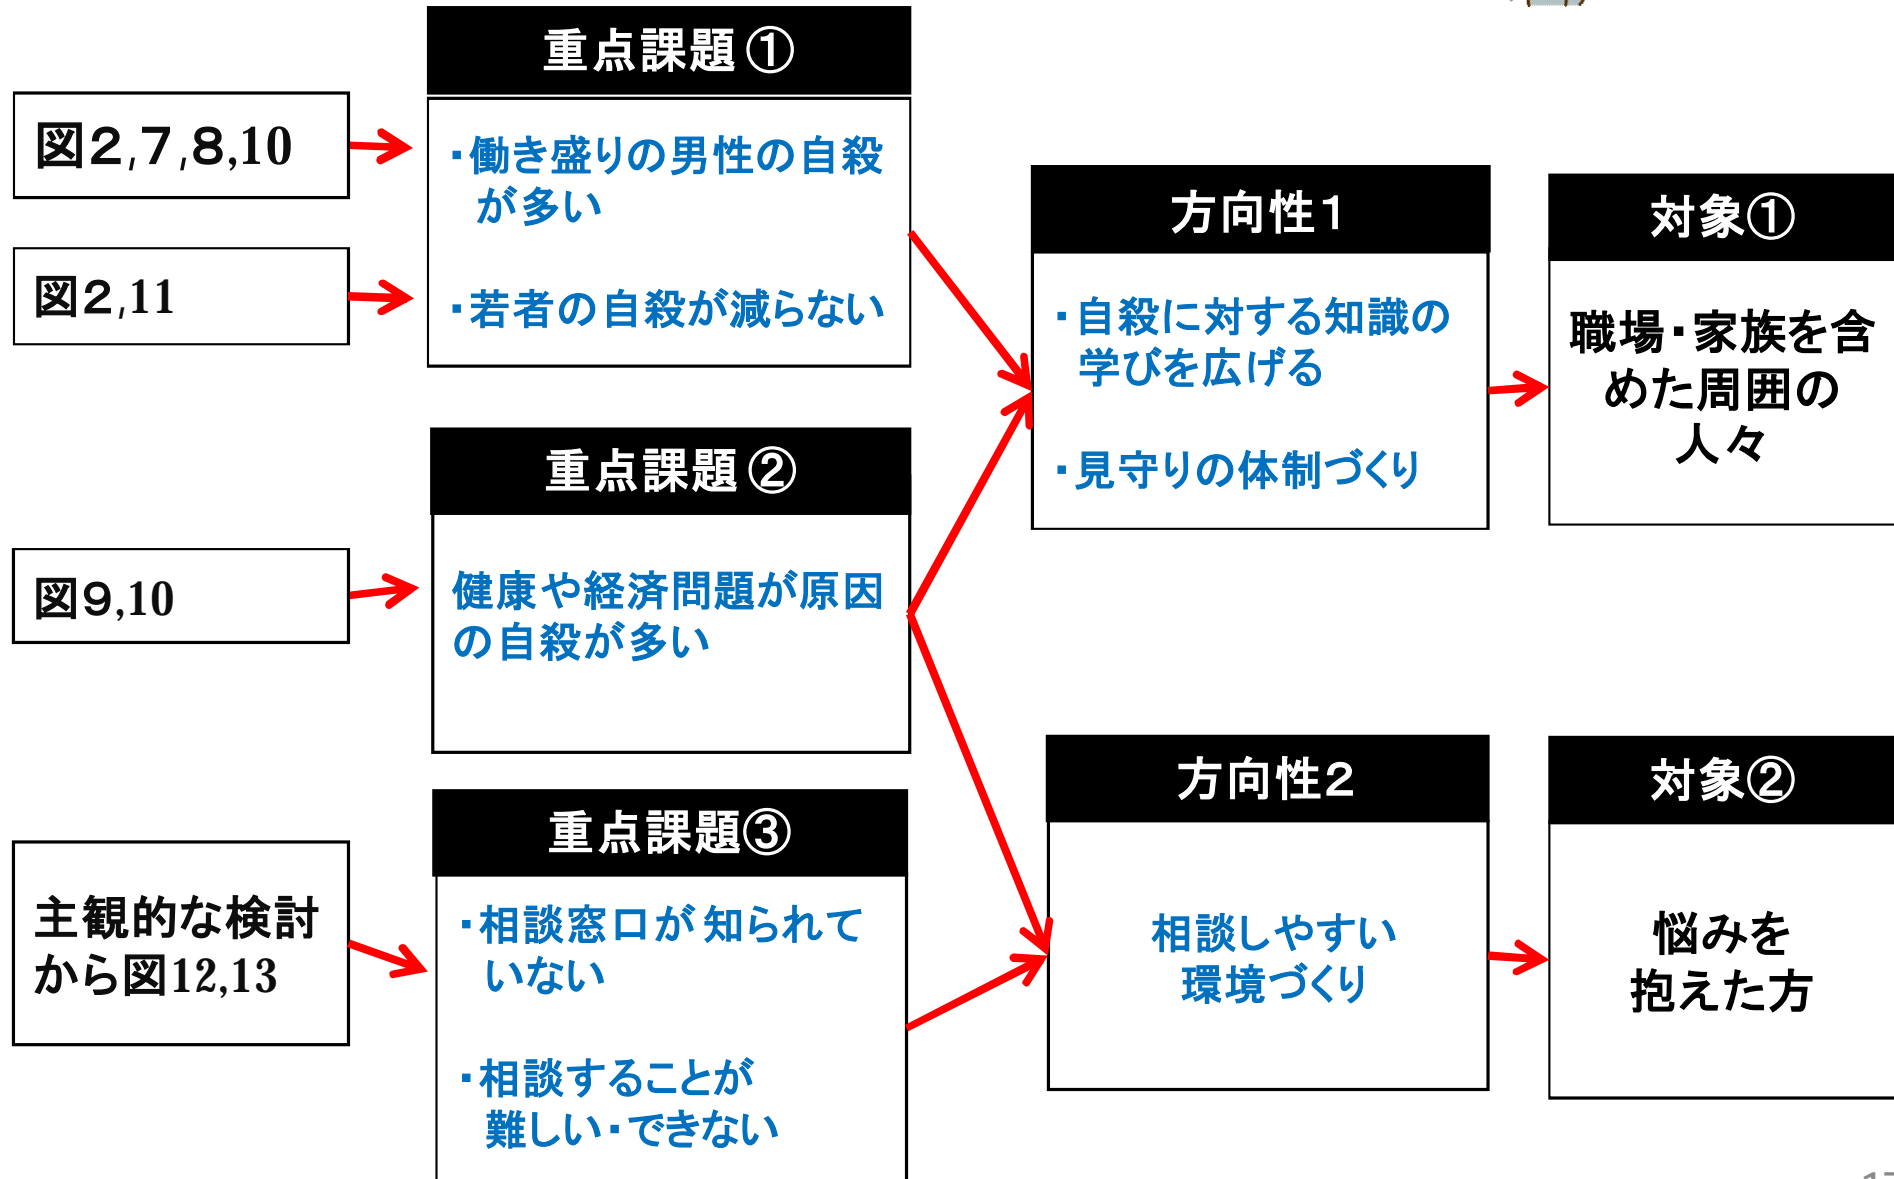 重点課題①
図2,7,8,10
・働き盛りの男性の自殺
が多い
図2,11
・若者の自殺が減らない
重点課題②
図9,10
健康や経済問題が原因
の自殺が多い
重点課題③
主観的な検討
から図12,13
・相談窓口が知られて
いない
・相談することが
難しい・できない
方向性1
・自殺に対する知識の
学びを広げる
・見守りの体制づくり
対象①
職場・家族を含
めた周囲の
人々
方向性2
相談しやすい
環境づくり
対象②
悩みを
抱えた方